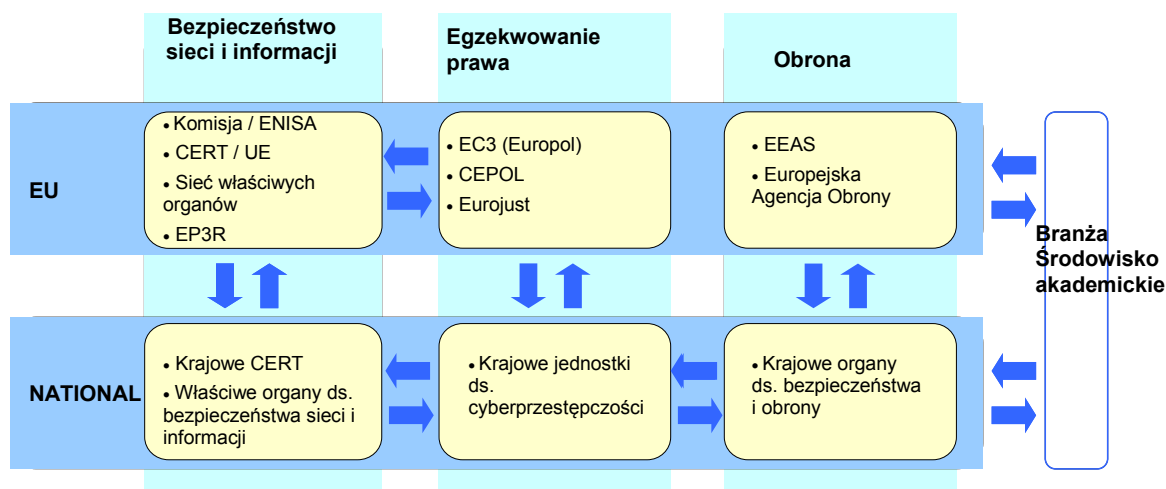 Bezpieczeństwo
sieci i informacji
Egzekwowanie
prawa
Obrona
EU
• Komisja / ENISA
• CERT / UE
• Sieć właściwych
organów
• EP3R
• EC3 (Europol)
• CEPOL
• Eurojust
• EEAS
• Europejska
Agencja Obrony
Branża
Środowisko
akademickie
NATIONAL
• Krajowe CERT
• Właściwe organy ds.
bezpieczeństwa sieci i
informacji
• Krajowe jednostki
ds.
cyberprzestępczości
• Krajowe organy
ds. bezpieczeństwa
i obrony